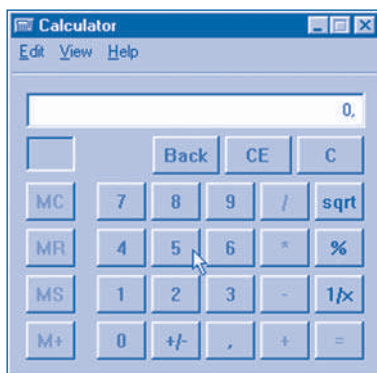 Calculator
Edit View Help
0,
Back CE C
MC 7 8 9 / sqrt
MR 4 5 6 * %
MS 1 2 3 - 1/x
M+ 0 +/- , + =